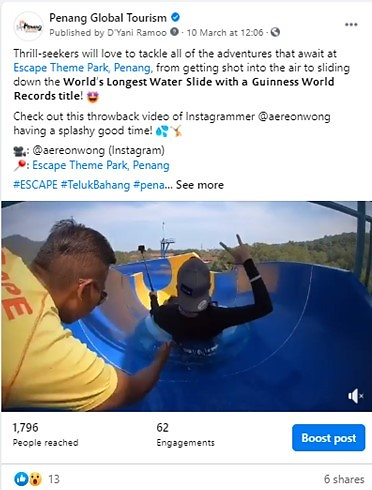 Penang Global Tourism
Published by D'Yani Ramoo · 10 March at 12:06 ·
Thrill-seekers will love to tackle all of the adventures that await at
Escape Theme Park, Penang, from getting shot into the air to sliding
down the World's Longest Water Slide with a Guinness World
Records title! 🤩
Check out this throwback video of Instagrammer @aereonwong
having a splashy good time! 💦🤸
🎥: @aereonwong (Instagram)
📍: Escape Theme Park, Penang
#ESCAPE #TelukBahang #pena... See more
CAPE
1,796
62
People reached
Engagements
Boost post
13
6 shares